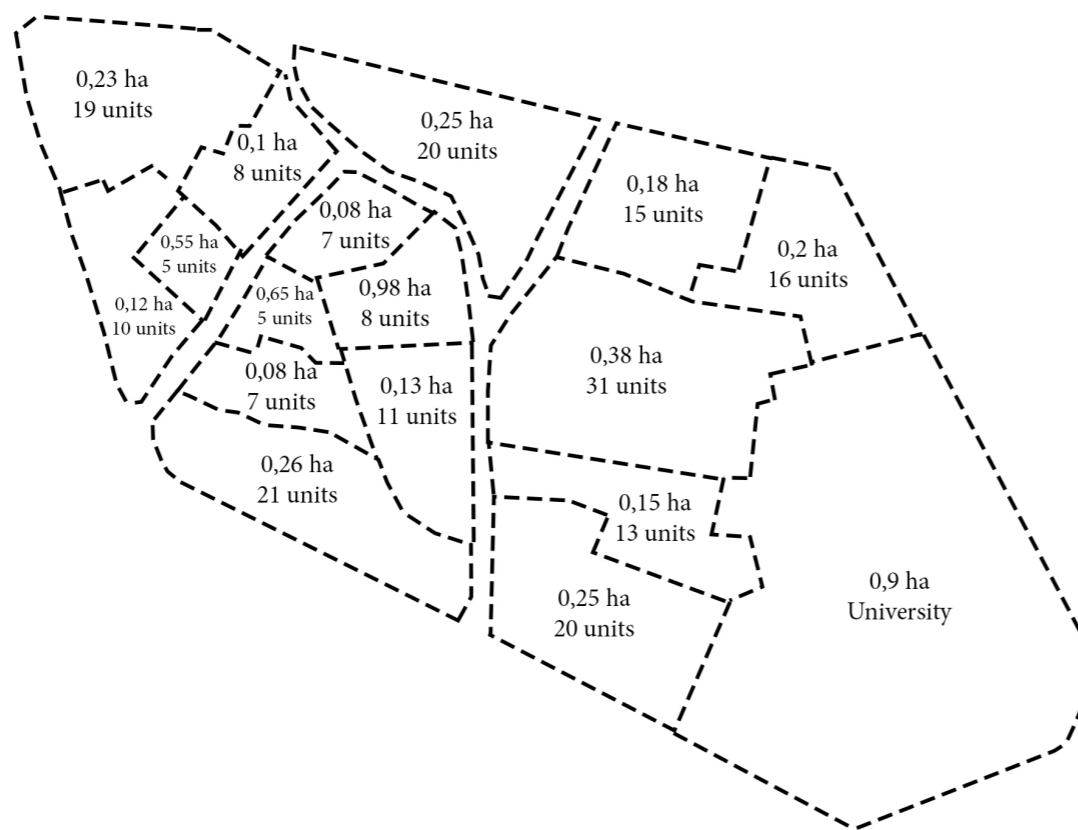 0,23 ha
19 units
0,1 ha
8 units
0,25 ha
20 units
0,18 ha
15 units
0,08 ha
7 units
0,2 ha
16 units
0,55 ha
5 units
0,12 ha
10 units
0,65 ha
5 units
0,98 ha
8 units
0,38 ha
31 units
0,08 ha
7 units
0,13 ha
11 units
0,26 ha
21 units
0,15 ha
13 units
0,25 ha
20 units
0,9 ha
University